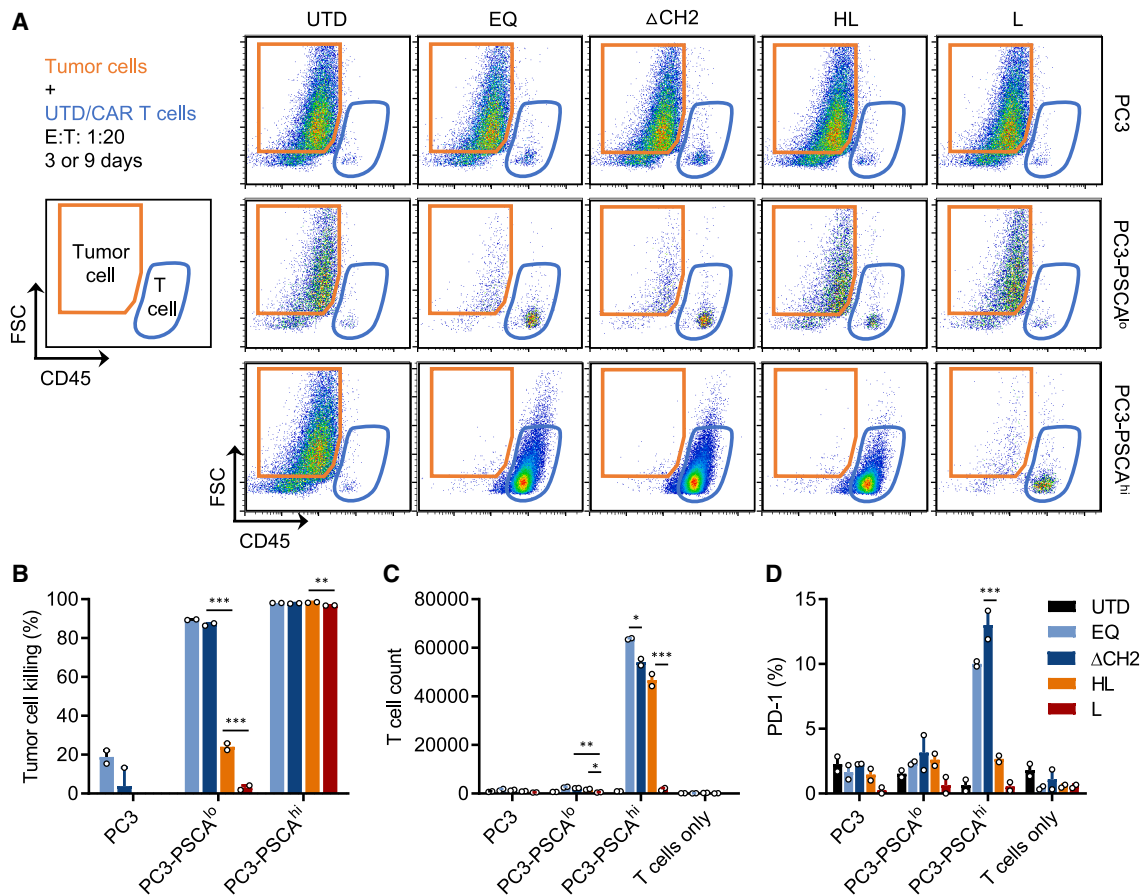 A
UTD EQ ΔCH2 HL L
Tumor cells
+
UTD/CAR T cells
E:T: 1:20
3 or 9 days
PC3
Tumor
cell
T
cell
FSC
CD45
PC3-PSCAlo
PC3-PSCAhi
FSC
CD45
B
Tumor cell killing (%)
100
80
60
40
20
0
***
***
**
PC3
PC3-PSCAlo
PC3-PSCAhi
C
T cell count
80000
60000
40000
20000
0
**
*
*
***
PC3
PC3-PSCAlo
PC3-PSCAhi
T cells only
D
PD-1 (%)
15
10
5
0
***
PC3
PC3-PSCAlo
PC3-PSCAhi
T cells only
UTD
EQ
ΔCH2
HL
L